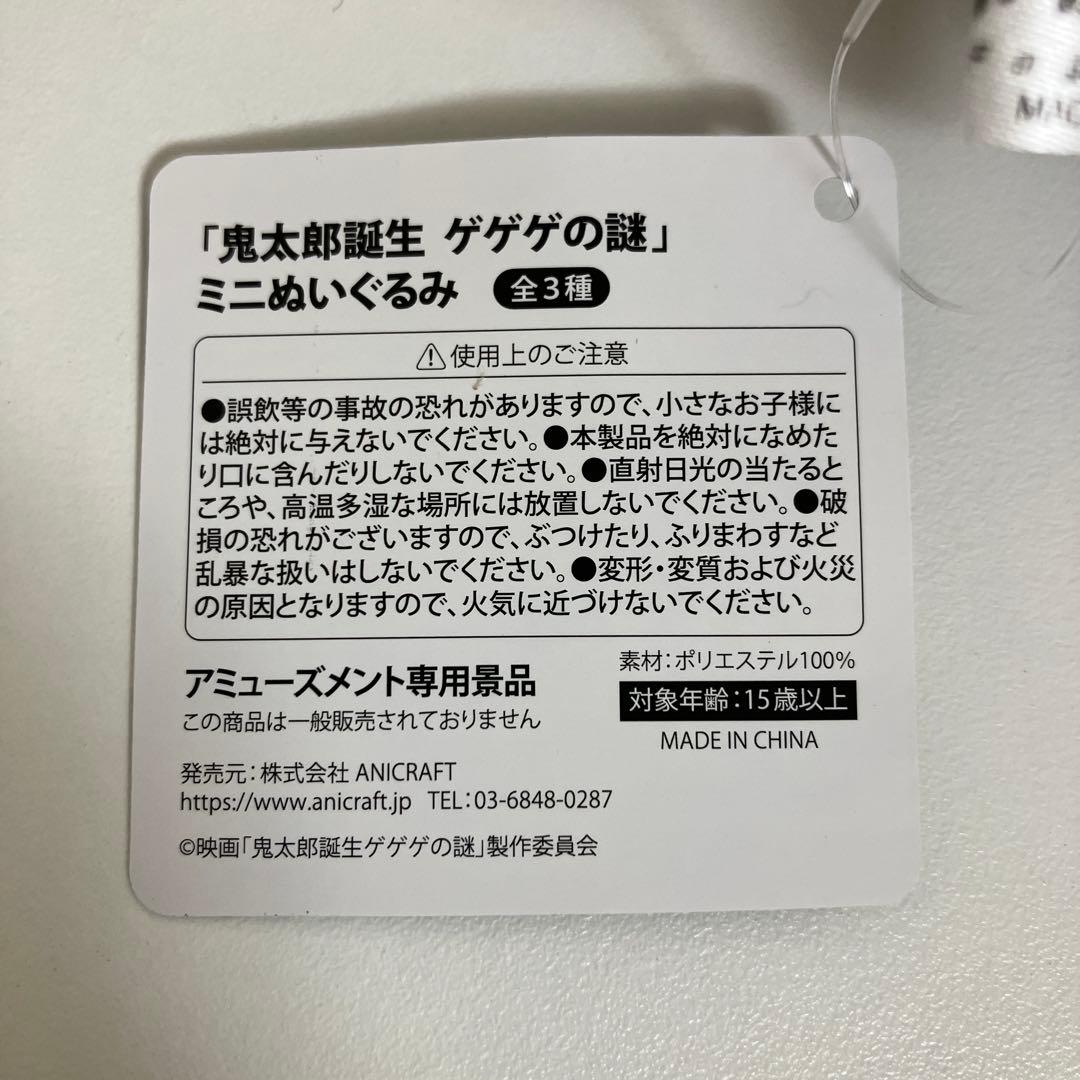 「鬼太郎誕生 ゲゲゲの謎」
ミニぬいぐるみ 全3種
⚠使用上のご注意
●誤飲等の事故の恐れがありますので、小さなお子様に
は絶対に与えないでください。●本製品を絶対になめた
り口に含んだりしないでください。●直射日光の当たると
ころや、高温多湿な場所には放置しないでください。●破
損の恐れがございますので、ぶつけたり、ふりまわすなど
乱暴な扱いはしないでください。●変形・変質および火災
の原因となりますので、火気に近づけないでください。
アミューズメント専用景品
この商品は一般販売されておりません
素材：ポリエステル100%
対象年齢：15歳以上
MADE IN CHINA
発売元：株式会社 ANICRAFT
https://www.anicraft.jp TEL：03-6848-0287
©映画「鬼太郎誕生ゲゲゲの謎」製作委員会